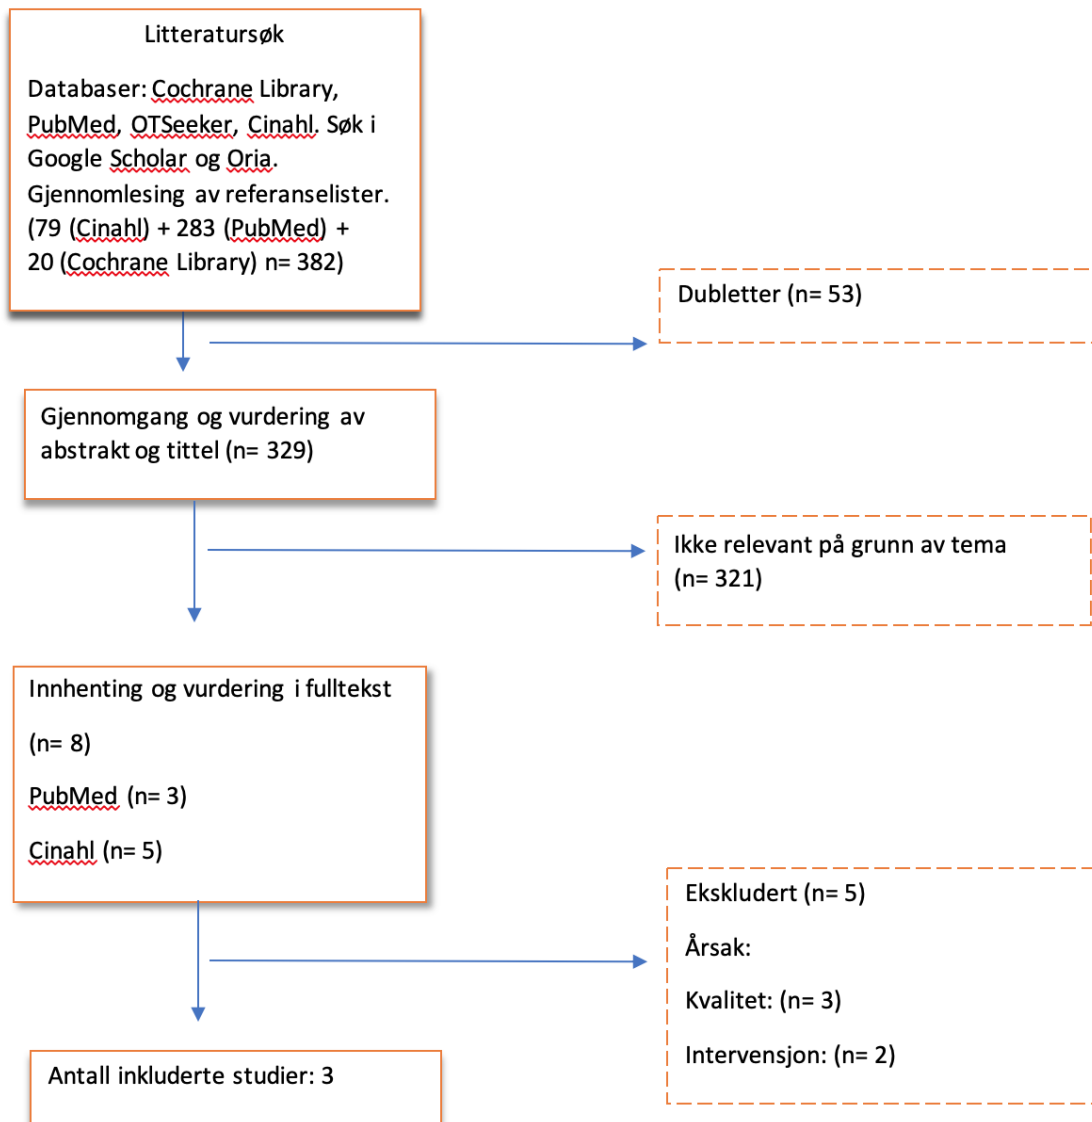 Litteratursøk
Databaser: Cochrane Library,
PubMed, OTSeeker, Cinahl. Søk i
Google Scholar og Oria.
Gjennomlesing av referanselister.
(79 (Cinahl) + 283 (PubMed) +
20 (Cochrane Library) n= 382)
Dubletter (n= 53)
Gjennomgang og vurdering av
abstrakt og tittel (n= 329)
Ikke relevant på grunn av tema
(n= 321)
Innhenting og vurdering i fulltekst
(n= 8)
PubMed (n= 3)
Cinahl (n= 5)
Ekskludert (n= 5)
Årsak:
Kvalitet: (n= 3)
Intervensjon: (n= 2)
Antall inkluderte studier: 3